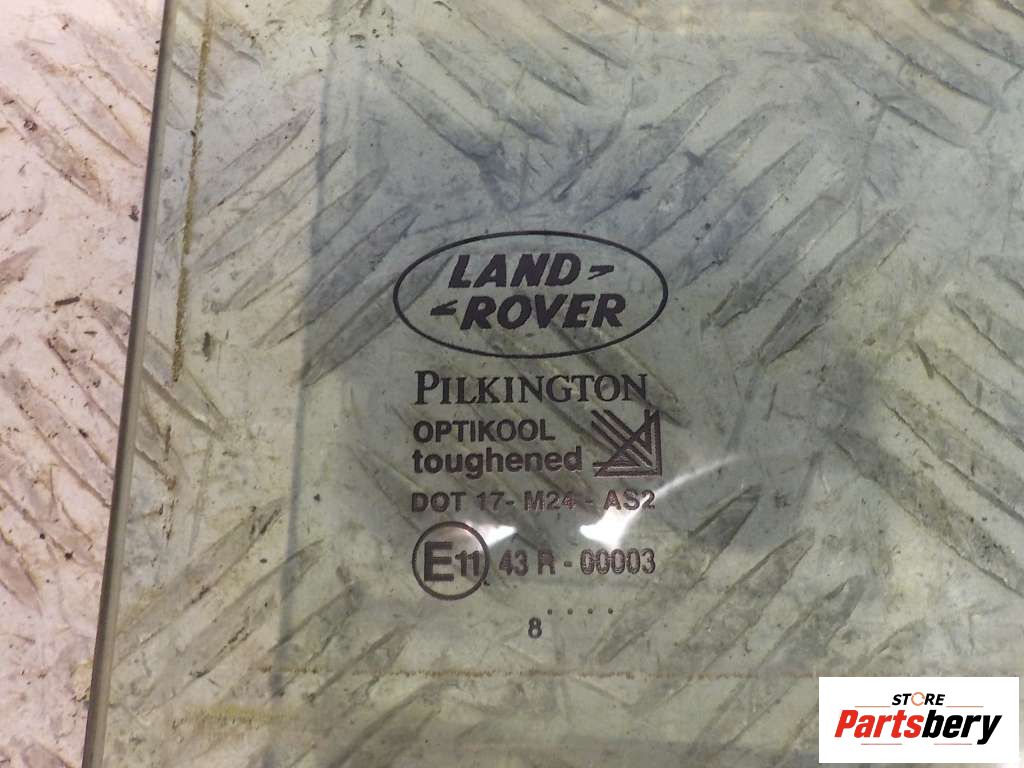 LAND
ROVER
PILKINGTON
OPTIKOOL
toughened
DOT 17- M24 - AS2
E11 43 R - 00003
. . . .
8
STORE
Partsbery